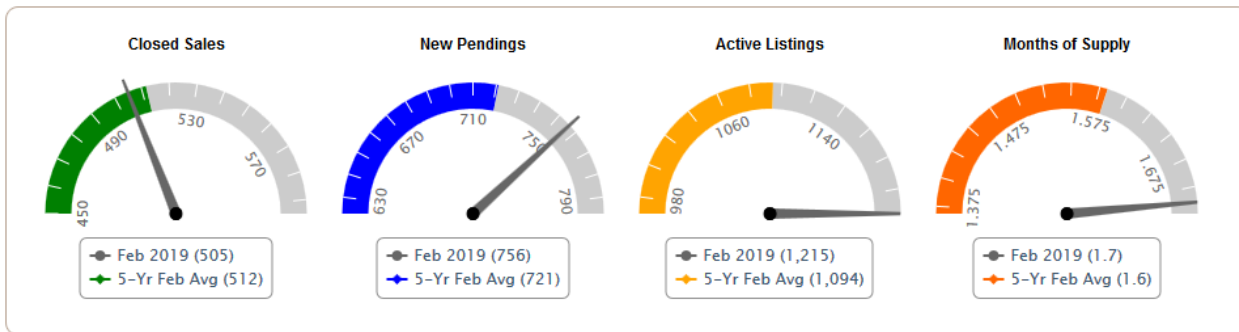 Closed Sales
450
490
530
570
Feb 2019 (505)
5-Yr Feb Avg (512)
New Pendings
630
670
710
750
790
Feb 2019 (756)
5-Yr Feb Avg (721)
Active Listings
980
1060
1140
Feb 2019 (1,215)
5-Yr Feb Avg (1,094)
Months of Supply
1.375
1.475
1.575
1.675
Feb 2019 (1.7)
5-Yr Feb Avg (1.6)